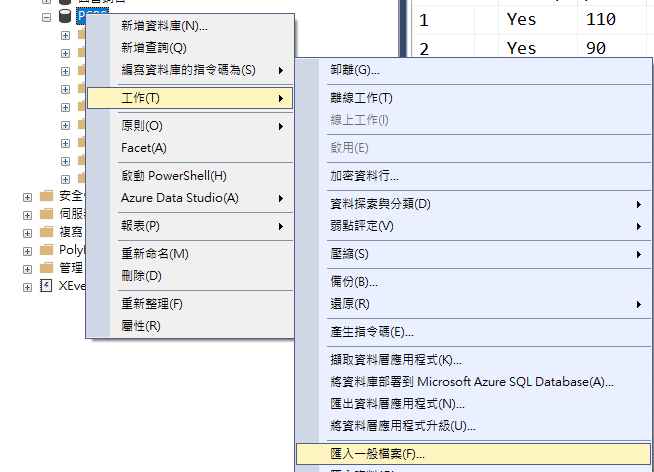 1 Yes 110
2 Yes 90
新增資料庫(N)...
新增查詢(Q)
編寫資料庫的指令碼為(S)
工作(T)
原則(O)
Facet(A)
啟動 PowerShell(H)
Azure Data Studio(A)
報表(P)
重新命名(M)
刪除(D)
重新整理(F)
屬性(R)
安全
伺服
複寫
Poly
管理
XEve
卸離(G)...
離線工作(T)
線上工作(I)
啟用(E)
加密資料行...
資料探索與分類(D)
弱點評定(V)
壓縮(S)
備份(B)...
還原(R)
產生指令碼(E)...
擷取資料層應用程式(K)...
將資料庫部署到 Microsoft Azure SQL Database(A)...
匯出資料層應用程式(N)...
將資料層應用程式升級(U)...
匯入一般檔案(F)...